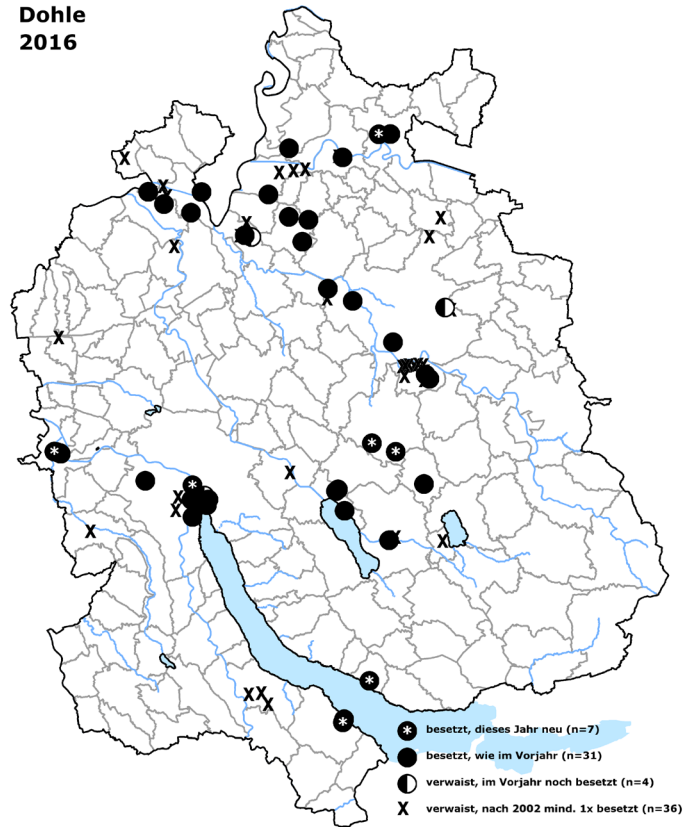 Dohle
2016
besetzt, dieses Jahr neu (n=7)
besetzt, wie im Vorjahr (n=31)
verwaist, im Vorjahr noch besetzt (n=4)
X verwaist, nach 2002 mind. 1x besetzt (n=36)